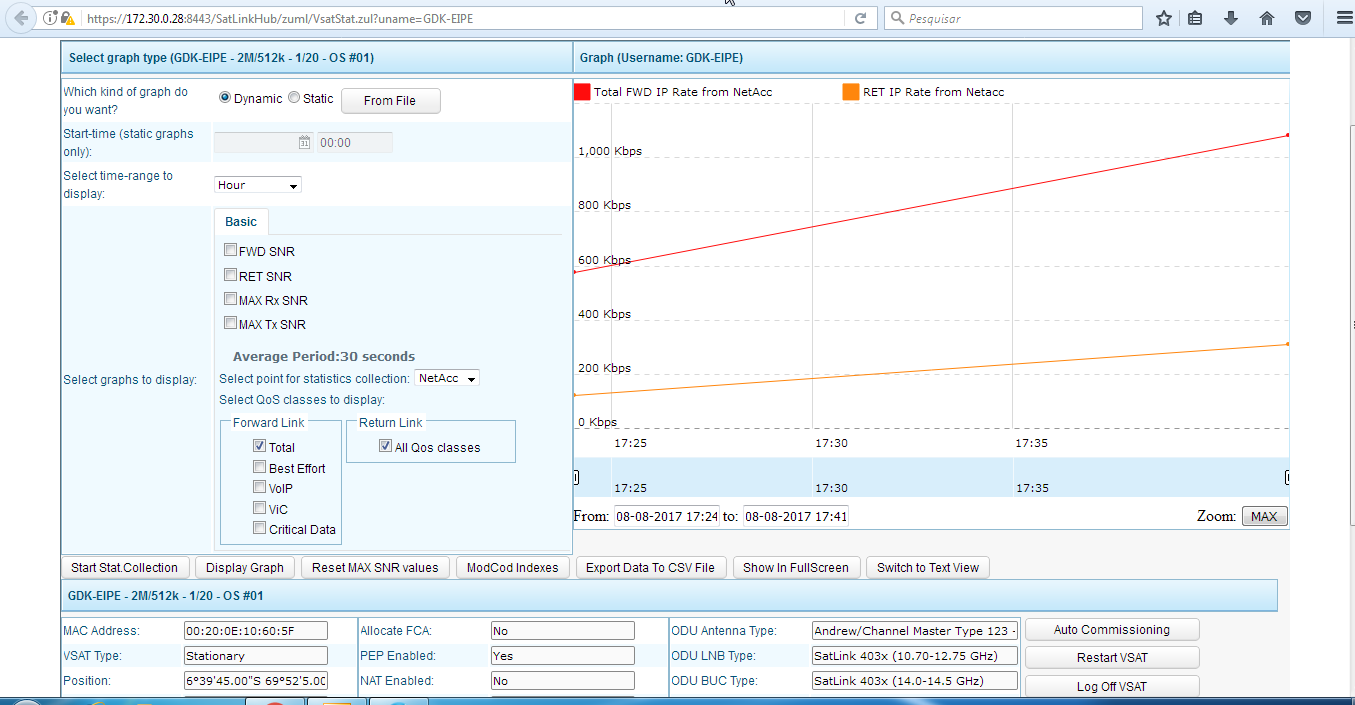 https://172.30.0.28:8443/SatLinkHub/zuml/VsatStat.zul?uname=GDK-EIPE
Pesquisar
Select graph type (GDK-EIPE - 2M/512k - 1/20 - OS #01)
Graph (Username: GDK-EIPE)
Which kind of graph do
you want?
Dynamic Static From File
Start-time (static graphs
only):
31 00:00
Select time-range to
display:
Hour
Select graphs to display:
Basic
FWD SNR
RET SNR
MAX Rx SNR
MAX Tx SNR
Average Period:30 seconds
Select point for statistics collection: NetAcc
Select QoS classes to display:
Forward Link
Total
Best Effort
VoIP
ViC
Critical Data
Return Link
All Qos classes
Total FWD IP Rate from NetAcc
RET IP Rate from Netacc
1,000 Kbps
800 Kbps
600 Kbps
400 Kbps
200 Kbps
0 Kbps
17:25 17:30 17:35
17:25 17:30 17:35
From: 08-08-2017 17:24 to: 08-08-2017 17:41
Zoom: MAX
Start Stat.Collection Display Graph Reset MAX SNR values ModCod Indexes Export Data To CSV File Show In FullScreen Switch to Text View
GDK-EIPE - 2M/512k - 1/20 - OS #01
MAC Address: 00:20:0E:10:60:5F Allocate FCA: No ODU Antenna Type: Andrew/Channel Master Type 123 - Auto Commissioning
VSAT Type: Stationary PEP Enabled: Yes ODU LNB Type: SatLink 403x (10.70-12.75 GHz) Restart VSAT
Position: 6°39'45.00"S 69°52'5.00 NAT Enabled: No ODU BUC Type: SatLink 403x (14.0-14.5 GHz) Log Off VSAT